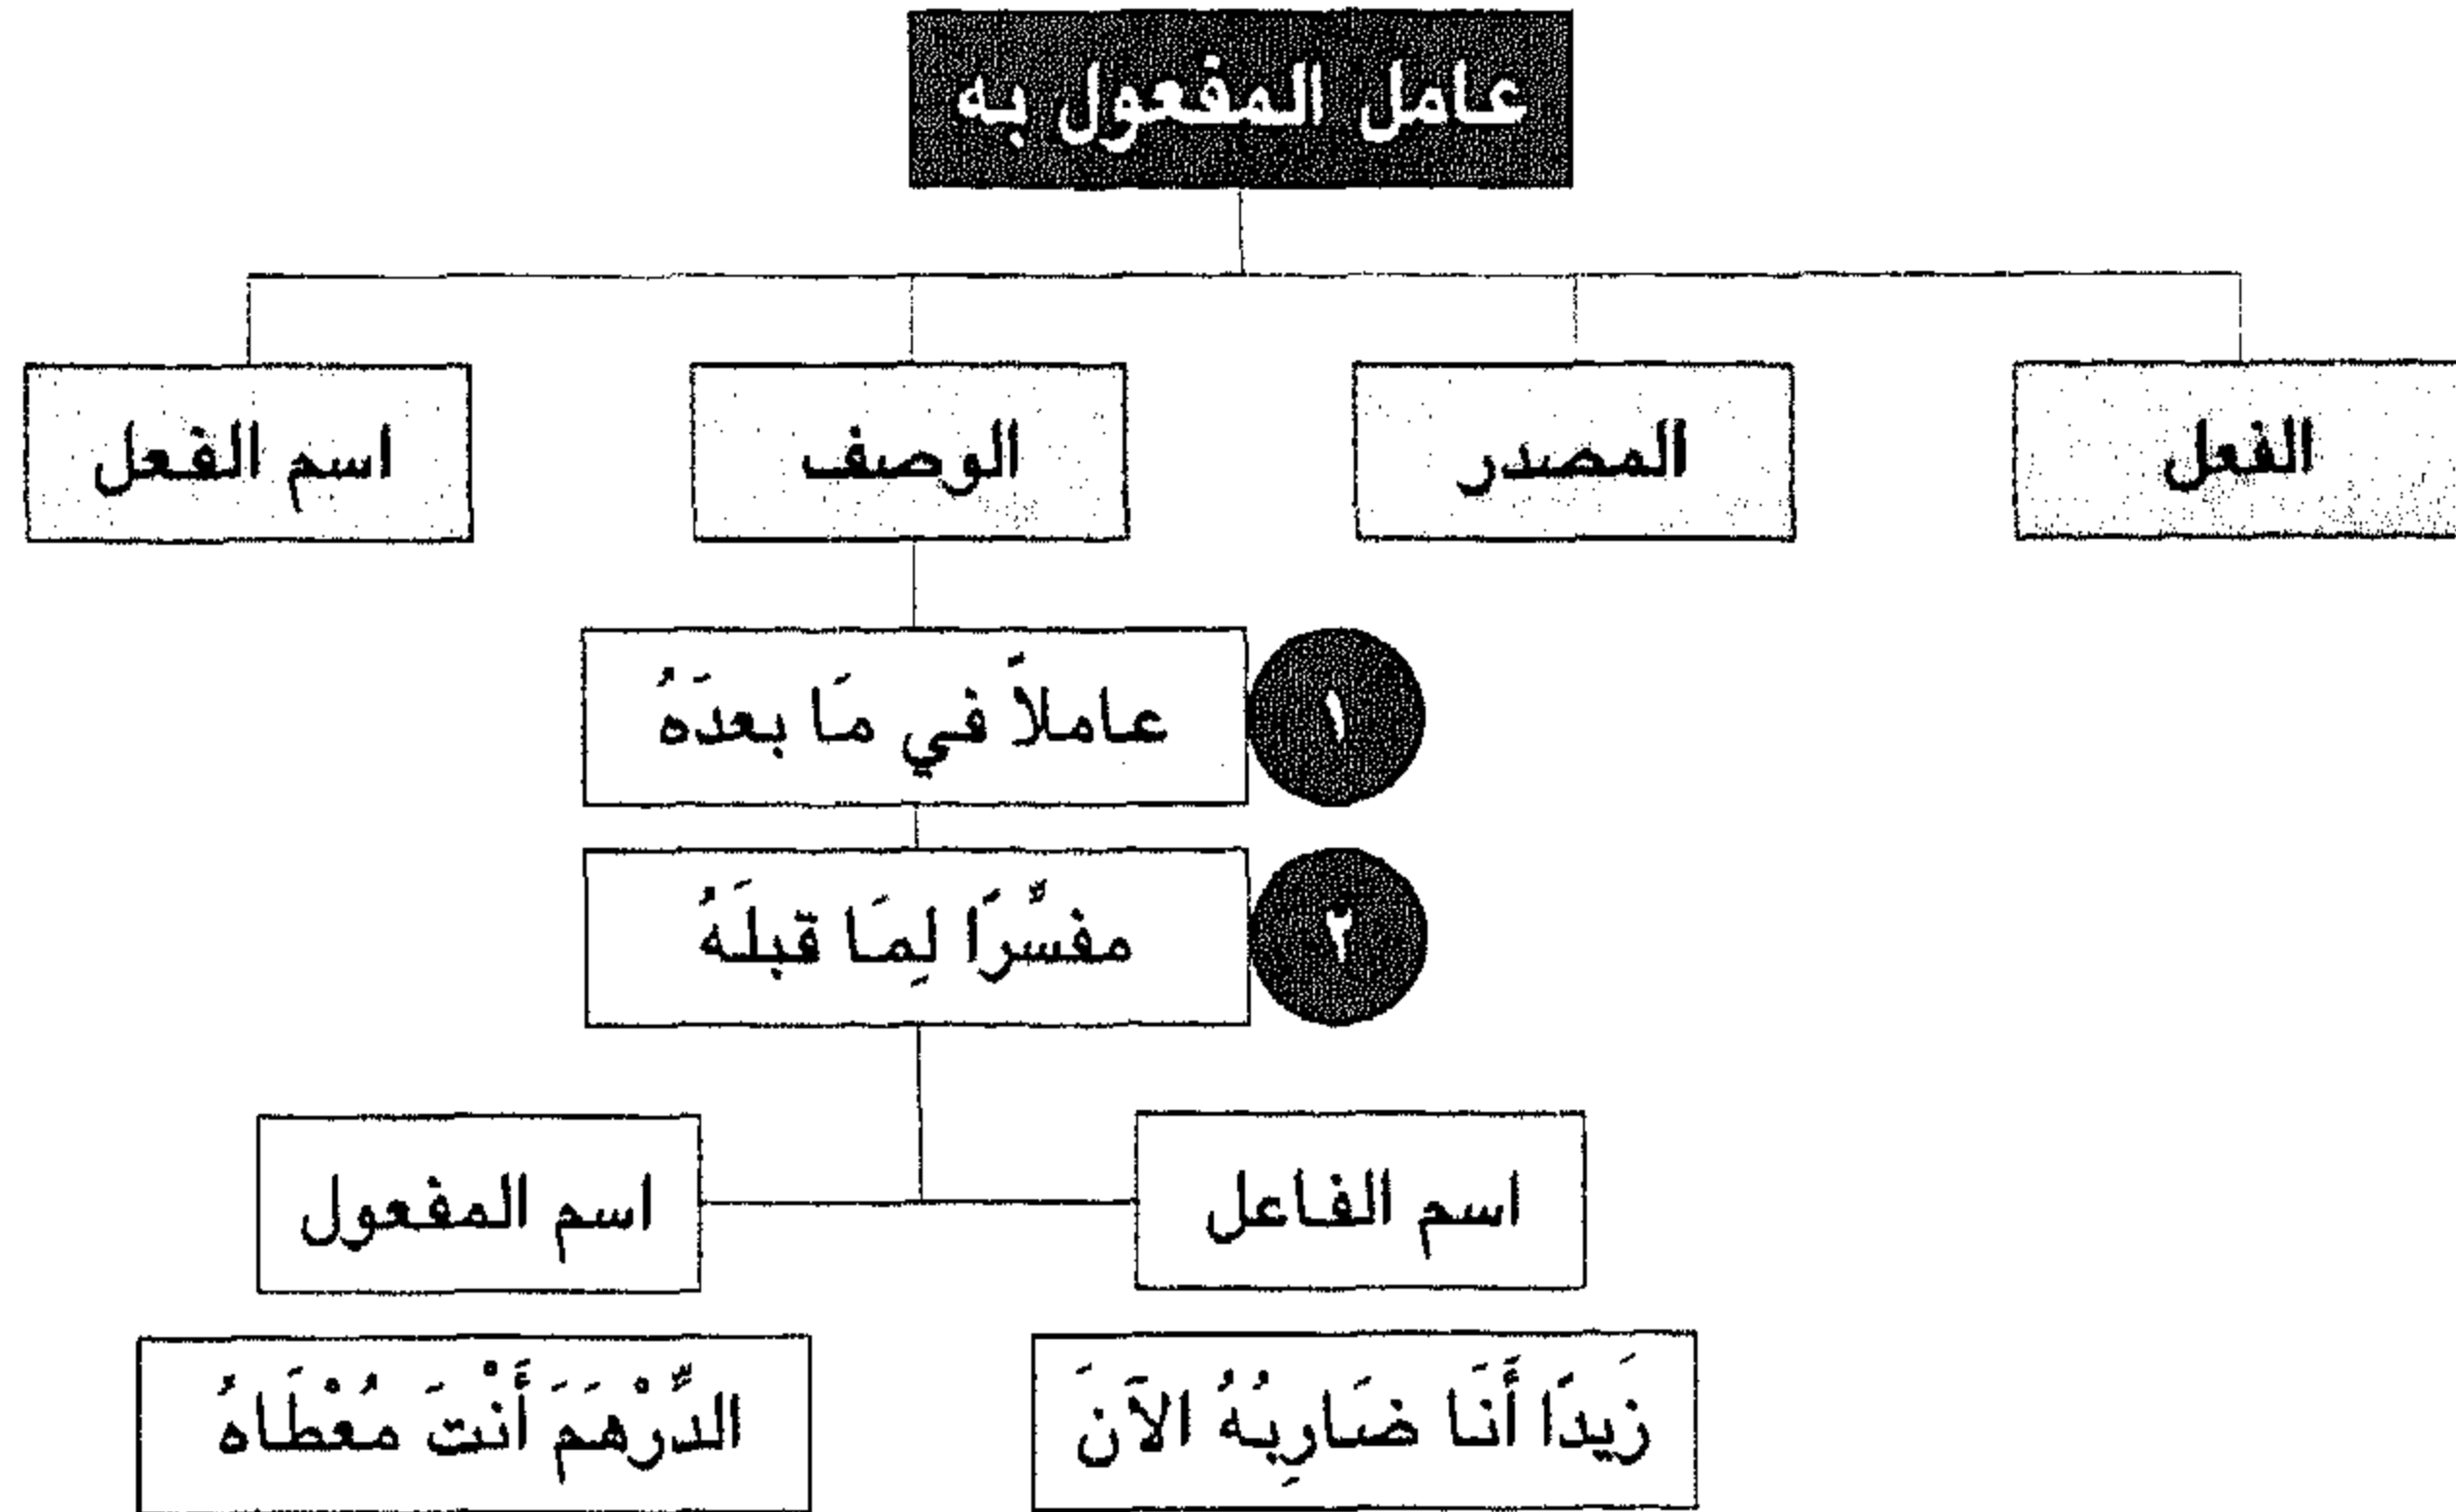 عامل المفعول به
الفعل
المصدر
الوصف
اسم الفعل
١
عاملاً في مَا بعدَهُ
٢
مفسَّرًا لِمَا قبلَهُ
اسم الفاعل
اسم المفعول
زَيدًا أَنَا ضَارِبُهُ الآنَ
الدِّرْهَمَ أَنْتَ مُعْطَاهُ